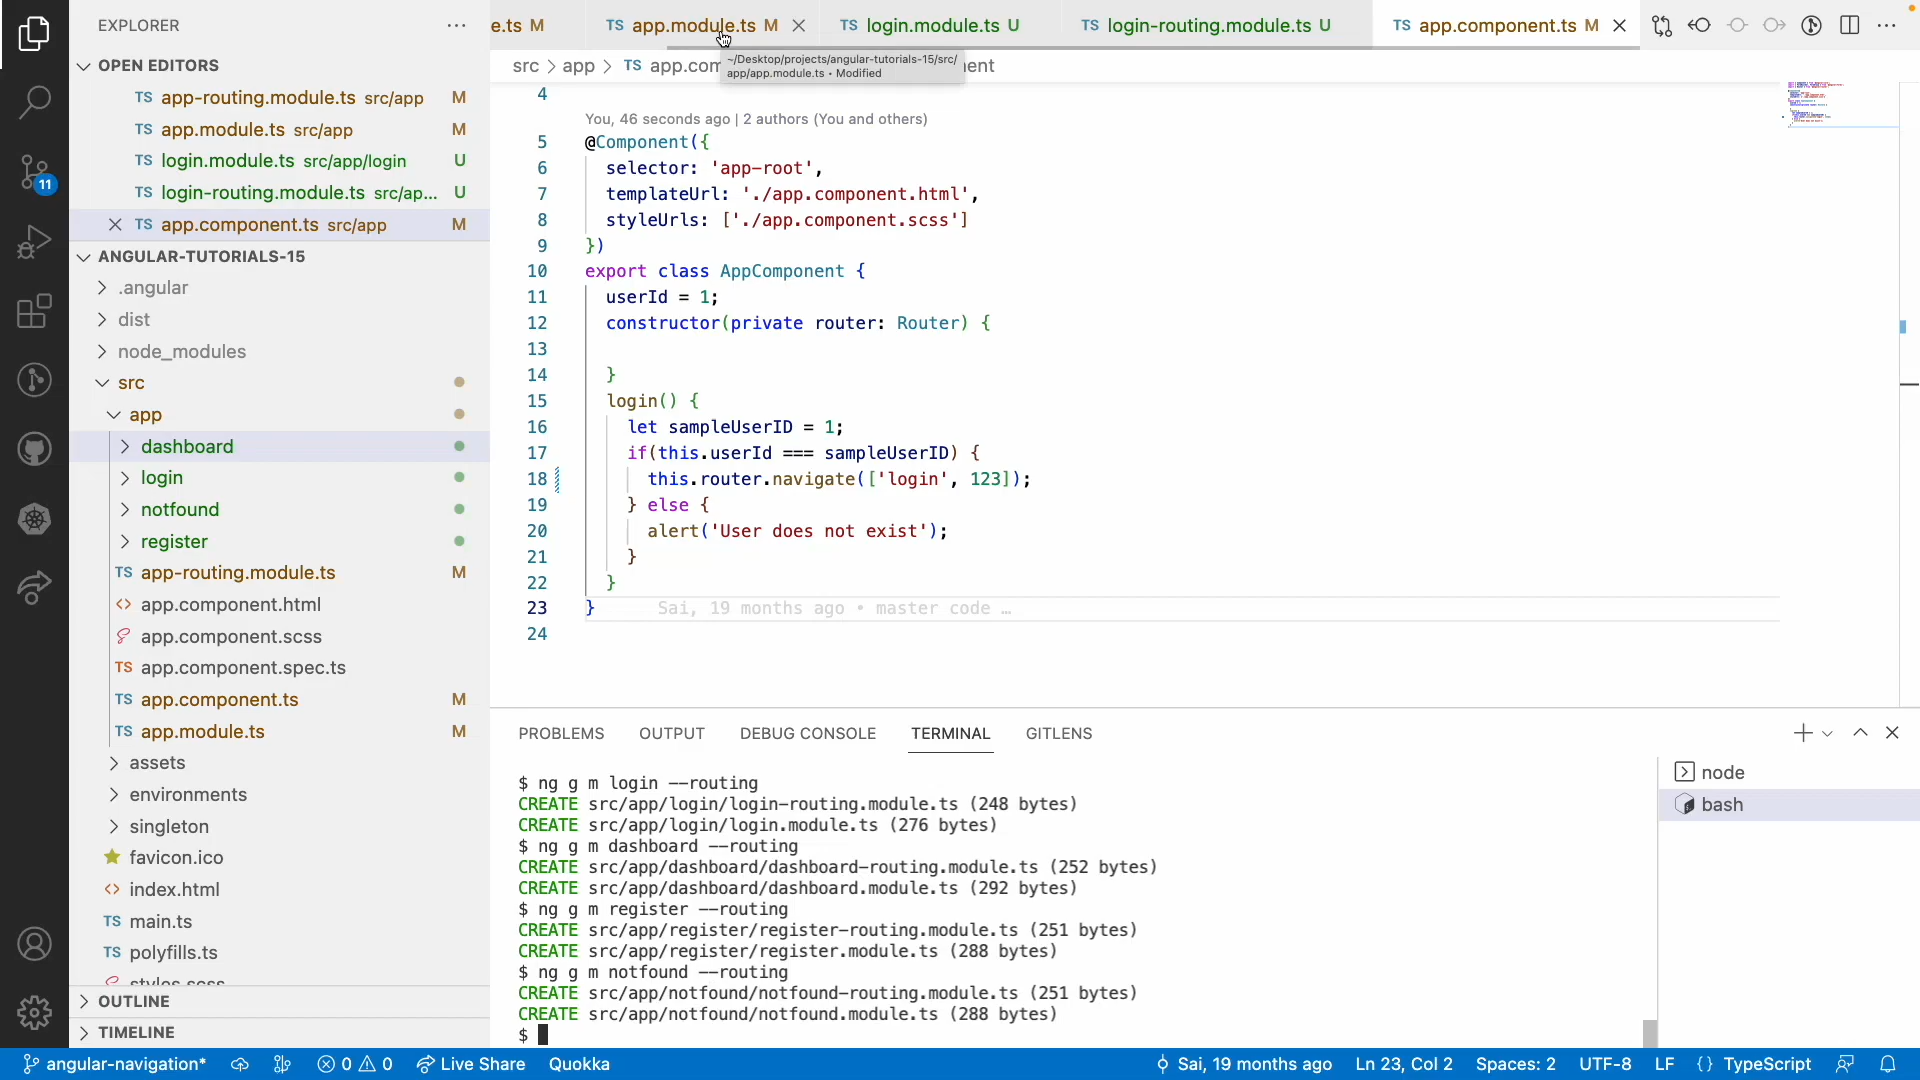 EXPLORER
OPEN EDITORS
TS app-routing.module.ts src/app M
TS app.module.ts src/app M
TS login.module.ts src/app/login U
TS login-routing.module.ts src/ap... U
TS app.component.ts src/app M
ANGULAR-TUTORIALS-15
.angular
dist
node_modules
src
app
dashboard
login
notfound
register
TS app-routing.module.ts M
<> app.component.html
app.component.scss
TS app.component.spec.ts
TS app.component.ts M
TS app.module.ts M
assets
environments
singleton
favicon.ico
<> index.html
TS main.ts
TS polyfills.ts
styles.scss
OUTLINE
TIMELINE
11
e.ts M
TS app.module.ts M
TS login.module.ts U
TS login-routing.module.ts U
TS app.component.ts M
src > app > TS app.com
ent
~/Desktop/projects/angular-tutorials-15/src/
app/app.module.ts • Modified
4
You, 46 seconds ago | 2 authors (You and others)
5 @Component({
6 selector: 'app-root',
7 templateUrl: './app.component.html',
8 styleUrls: ['./app.component.scss']
9 })
10 export class AppComponent {
11 userId = 1;
12 constructor(private router: Router) {
13
14 }
15 login() {
16 let sampleUserID = 1;
17 if(this.userId === sampleUserID) {
18 this.router.navigate(['login', 123]);
19 } else {
20 alert('User does not exist');
21 }
22 }
23 } Sai, 19 months ago • master code …
24
PROBLEMS OUTPUT DEBUG CONSOLE TERMINAL GITLENS
$ ng g m login --routing
CREATE src/app/login/login-routing.module.ts (248 bytes)
CREATE src/app/login/login.module.ts (276 bytes)
$ ng g m dashboard --routing
CREATE src/app/dashboard/dashboard-routing.module.ts (252 bytes)
CREATE src/app/dashboard/dashboard.module.ts (292 bytes)
$ ng g m register --routing
CREATE src/app/register/register-routing.module.ts (251 bytes)
CREATE src/app/register/register.module.ts (288 bytes)
$ ng g m notfound --routing
CREATE src/app/notfound/notfound-routing.module.ts (251 bytes)
CREATE src/app/notfound/notfound.module.ts (288 bytes)
$
node
bash
angular-navigation* 0 0 Live Share Quokka Sai, 19 months ago Ln 23, Col 2 Spaces: 2 UTF-8 LF {} TypeScript